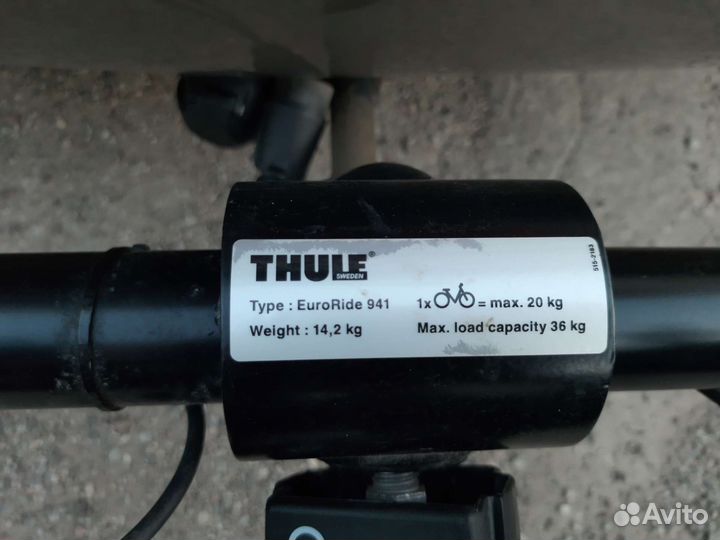 THULE®
SWEDEN
Type : EuroRide 941
Weight : 14,2 kg
1x = max. 20 kg
Max. load capacity 36 kg
515-2183
Avito